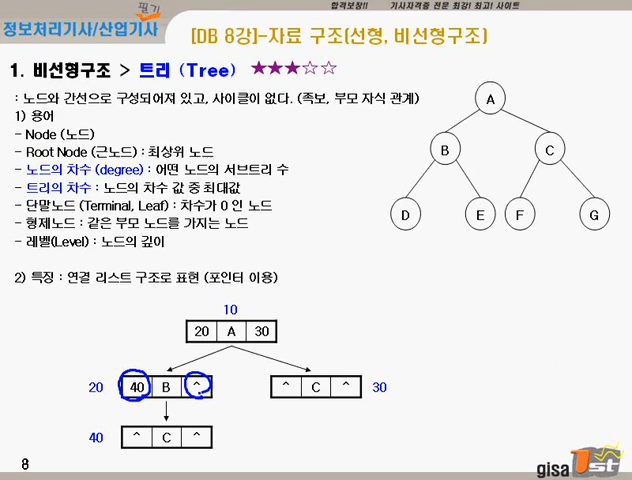 합격보장!! 기사자격증 전문 최강! 최고! 사이트
필기
정보처리기사/산업기사
[DB 8강]-자료 구조(선형, 비선형구조)
1. 비선형구조 > 트리 (Tree) ★★★☆☆
: 노드와 간선으로 구성되어져 있고, 사이클이 없다. (족보, 부모 자식 관계)
1) 용어
- Node (노드)
- Root Node (근노드) : 최상위 노드
- 노드의 차수 (degree) : 어떤 노드의 서브트리 수
- 트리의 차수 : 노드의 차수 값 중 최대값
- 단말노드 (Terminal, Leaf) : 차수가 0 인 노드
- 형제노드 : 같은 부모 노드를 가지는 노드
- 레벨(Level) : 노드의 깊이
A
B C
D E F G
2) 특징 : 연결 리스트 구조로 표현 (포인터 이용)
10
20 A 30
20 40 B ^ ^ C ^ 30
40 ^ C ^
8
gisa 1st